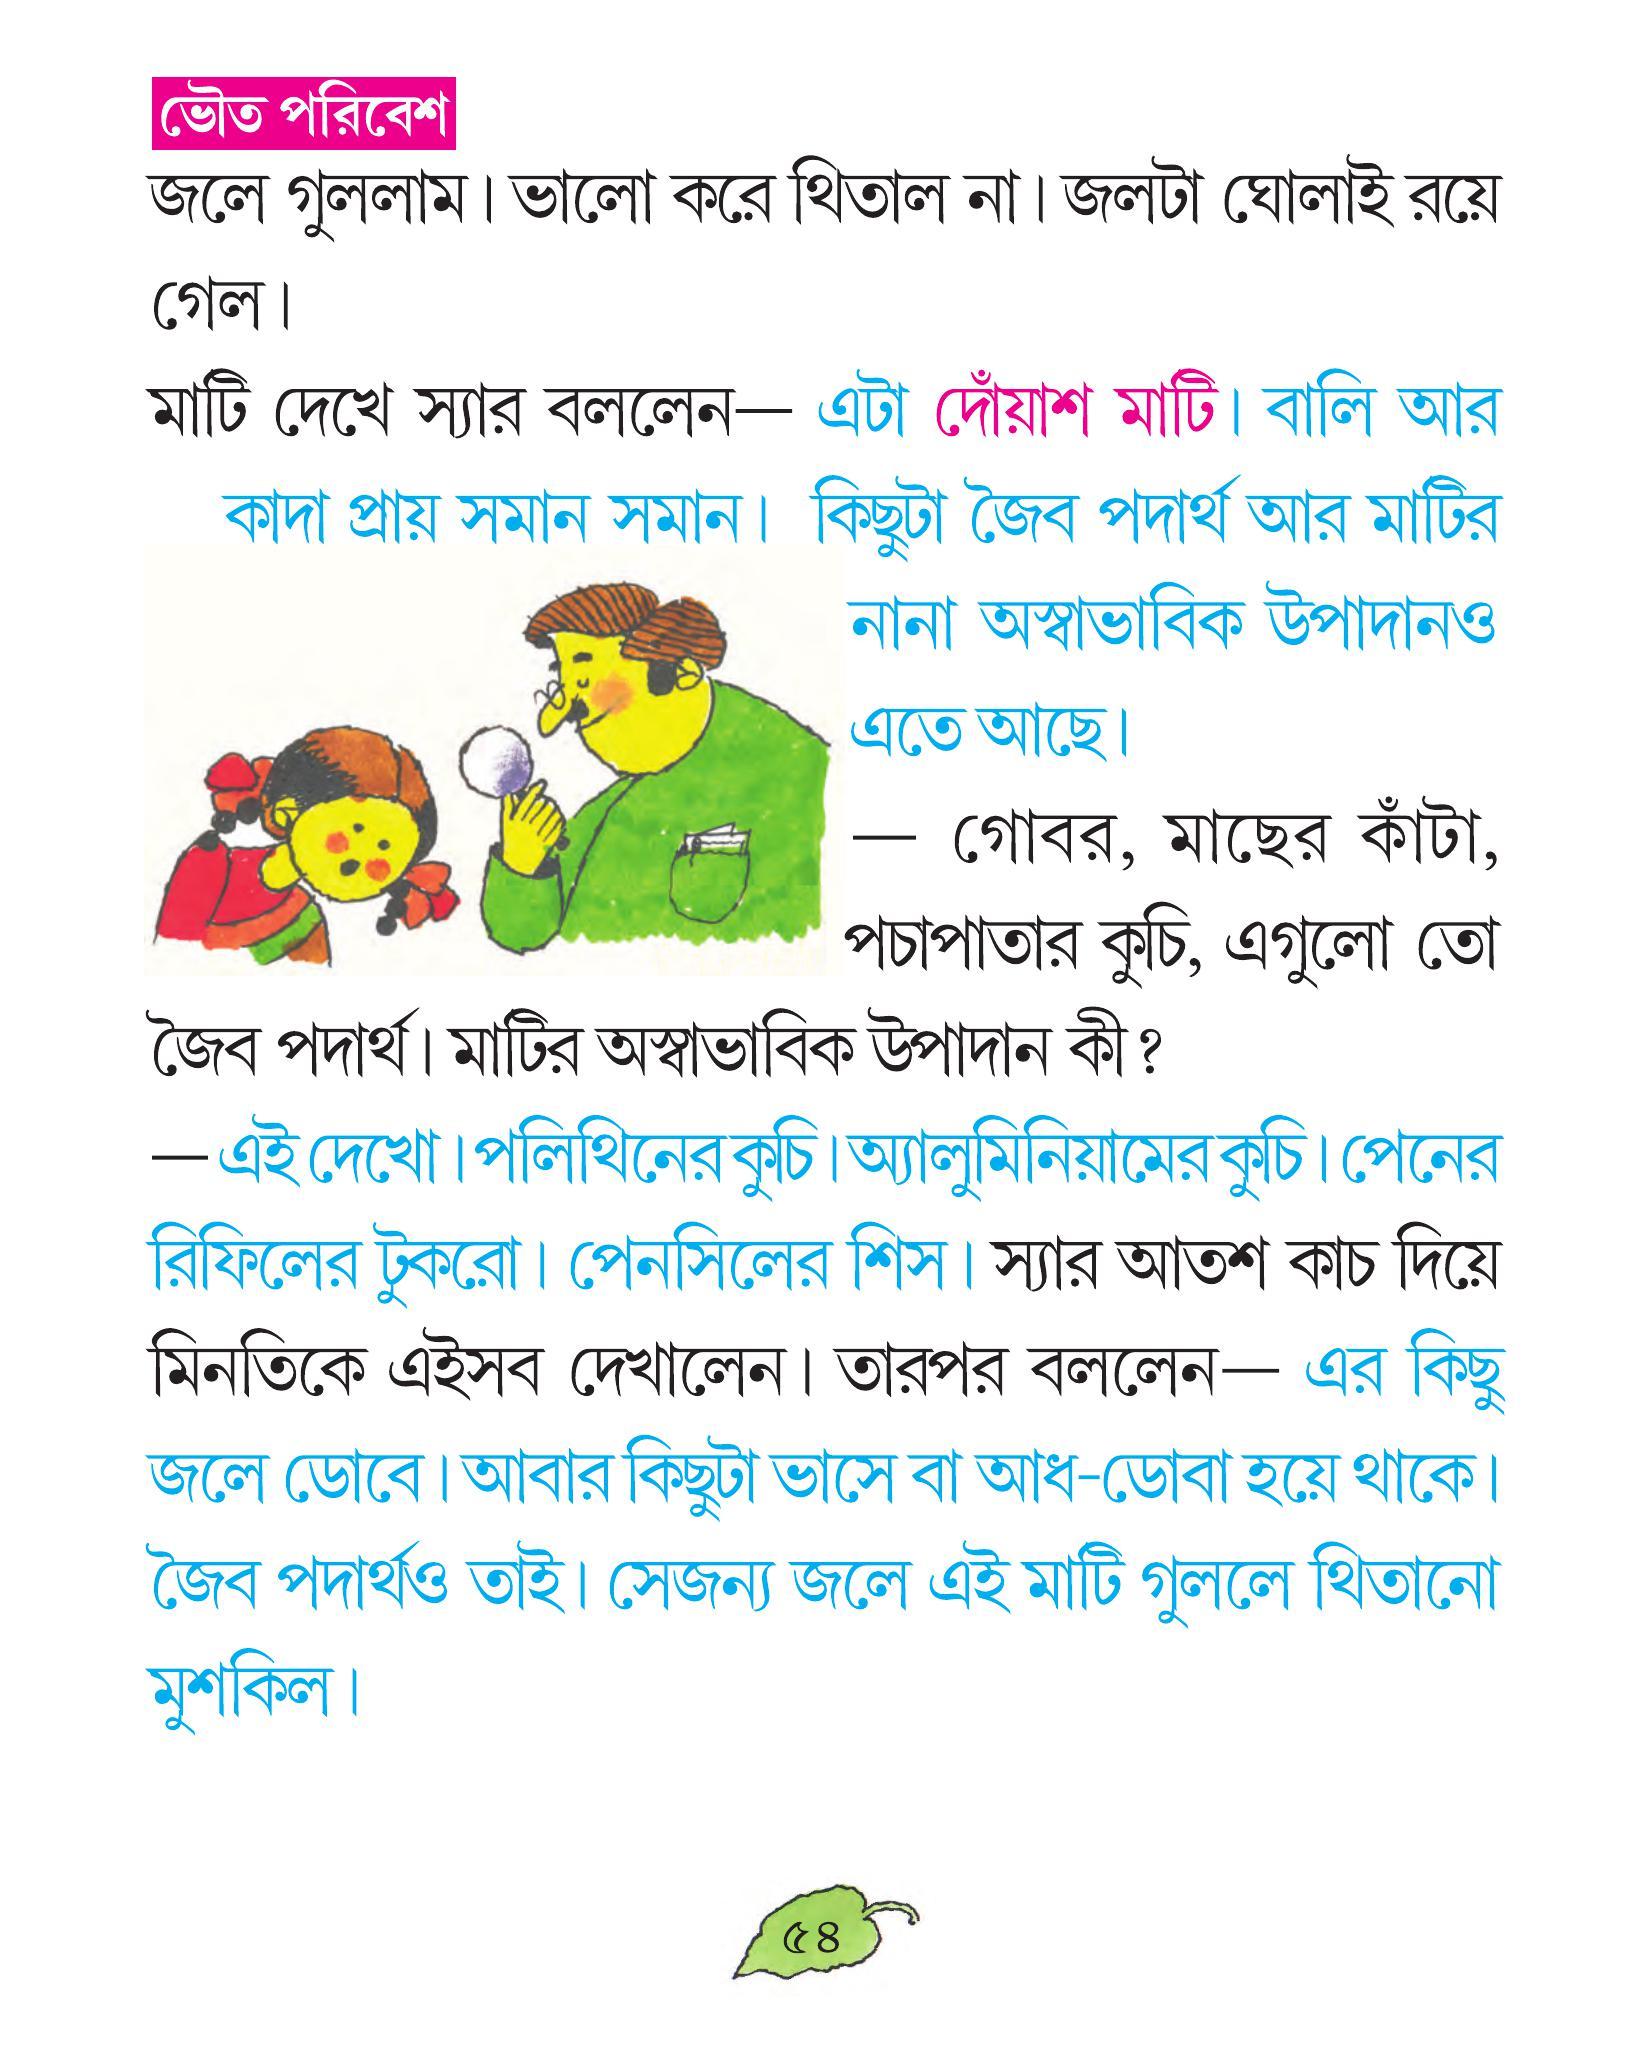 ভৌত পরিবেশ
জলে গুললাম। ভালো করে থিতাল না। জলটা ঘোলাই রয়ে
গেল।
মাটি দেখে স্যার বললেন— এটা দোঁয়াশ মাটি। বালি আর
কাদা প্রায় সমান সমান। কিছুটা জৈব পদার্থ আর মাটির
নানা অস্বাভাবিক উপাদানও
এতে আছে।
— গোবর, মাছের কাঁটা,
পচাপাতার কুচি, এগুলো তো
জৈব পদার্থ। মাটির অস্বাভাবিক উপাদান কী?
— এই দেখো। পলিথিনের কুচি। অ্যালুমিনিয়ামের কুচি। পেনের
রিফিলের টুকরো। পেনসিলের শিস। স্যার আতশ কাচ দিয়ে
মিনতিকে এইসব দেখালেন। তারপর বললেন— এর কিছু
জলে ডোবে। আবার কিছুটা ভাসে বা আধ-ডোবা হয়ে থাকে।
জৈব পদার্থও তাই। সেজন্য জলে এই মাটি গুললে থিতানো
মুশকিল।
৫৪